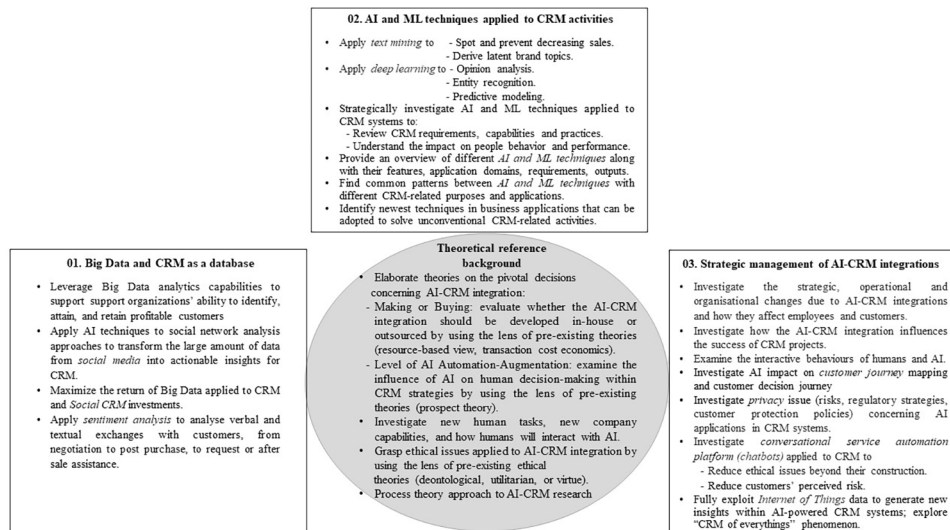 02. AI and ML techniques applied to CRM activities
• Apply text mining to - Spot and prevent decreasing sales.
- Derive latent brand topics.
• Apply deep learning to - Opinion analysis.
- Entity recognition.
- Predictive modeling.
• Strategically investigate AI and ML techniques applied to
CRM systems to:
- Review CRM requirements, capabilities and practices.
- Understand the impact on people behavior and performance.
• Provide an overview of different AI and ML techniques along
with their features, application domains, requirements, outputs.
• Find common patterns between AI and ML techniques with
different CRM-related purposes and applications.
• Identify newest techniques in business applications that can be
adopted to solve unconventional CRM-related activities.
01. Big Data and CRM as a database
• Leverage Big Data analytics capabilities to
support support organizations' ability to identify,
attain, and retain profitable customers
• Apply AI techniques to social network analysis
approaches to transform the large amount of data
from social media into actionable insights for
CRM.
• Maximize the return of Big Data applied to CRM
and Social CRM investments.
• Apply sentiment analysis to analyse verbal and
textual exchanges with customers, from
negotiation to post purchase, to request or after
sale assistance.
Theoretical reference
background
• Elaborate theories on the pivotal decisions
concerning AI-CRM integration:
- Making or Buying: evaluate whether the AI-CRM
integration should be developed in-house or
outsourced by using the lens of pre-existing theories
(resource-based view, transaction cost economics).
- Level of AI Automation-Augmentation: examine the
influence of AI on human decision-making within
CRM strategies by using the lens of pre-existing
theories (prospect theory).
• Investigate new human tasks, new company
capabilities, and how humans will interact with AI.
• Grasp ethical issues applied to AI-CRM integration by
using the lens of pre-existing ethical
theories (deontological, utilitarian, or virtue).
• Process theory approach to AI-CRM research
03. Strategic management of AI-CRM integrations
• Investigate the strategic, operational and
organisational changes due to AI-CRM integrations
and how they affect employees and customers.
• Investigate how the AI-CRM integration influences
the success of CRM projects.
• Examine the interactive behaviours of humans and AI.
• Investigate AI impact on customer journey mapping
and customer decision journey
• Investigate privacy issue (risks, regulatory strategies,
customer protection policies) concerning AI
applications in CRM systems.
• Investigate conversational service automation
platform (chatbots) applied to CRM to
- Reduce ethical issues beyond their construction.
- Reduce customers' perceived risk.
• Fully exploit Internet of Things data to generate new
insights within AI-powered CRM systems; explore
"CRM of everythings" phenomenon.